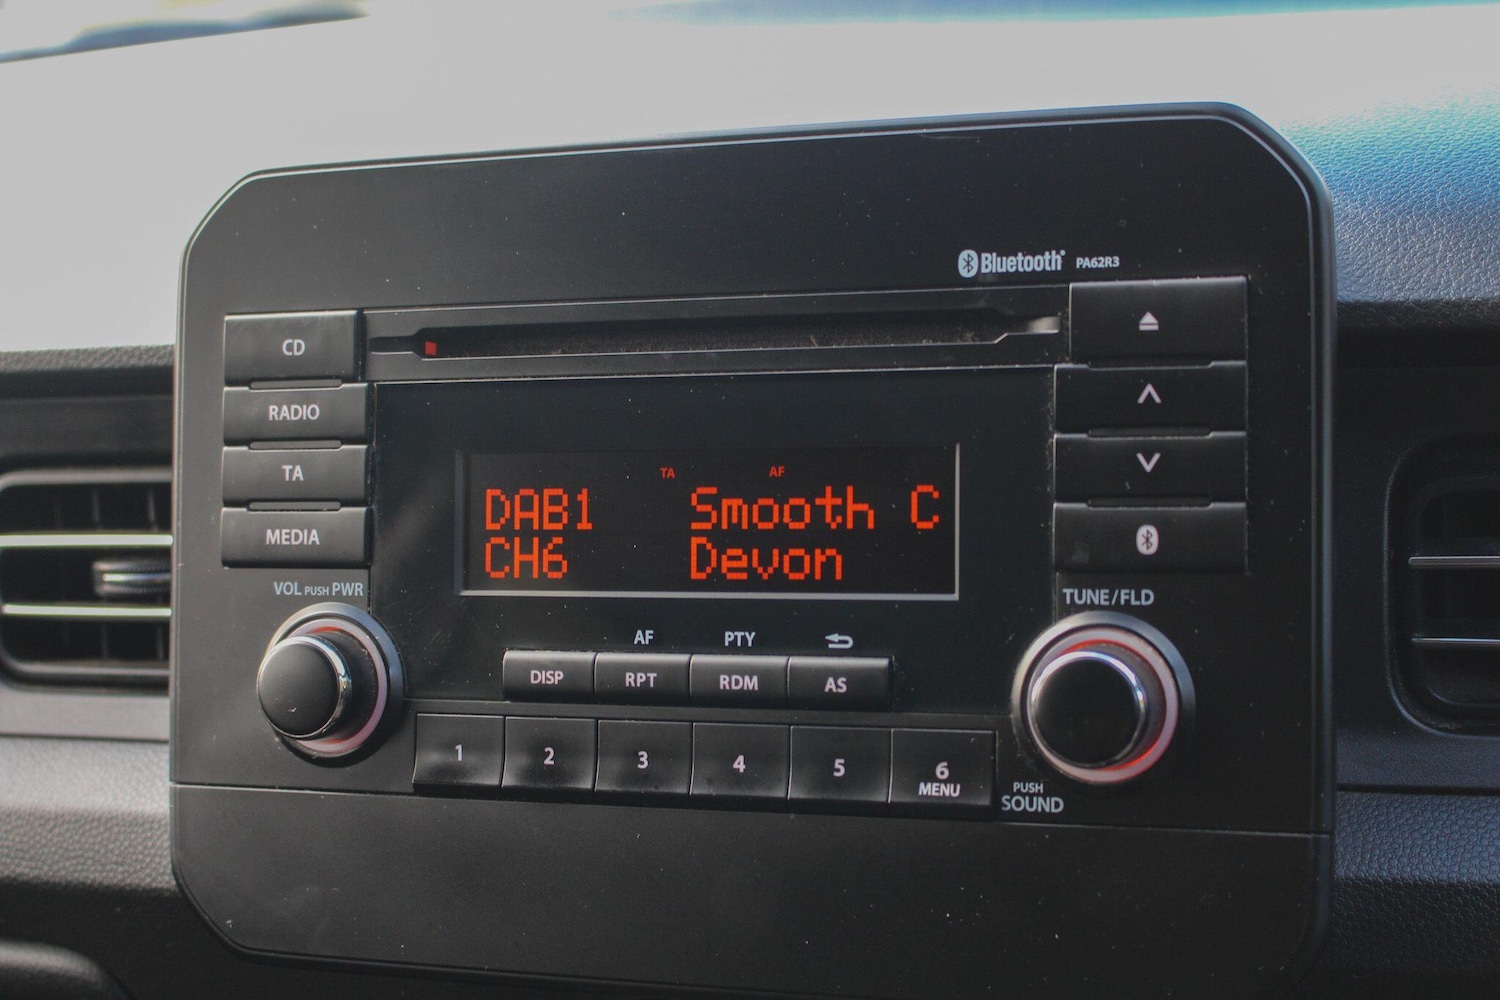 Bluetooth® PA62R3
CD
RADIO
TA
MEDIA
TA AF
DAB1 Smooth C
CH6 Devon
VOL PUSH PWR
TUNE/FLD
AF PTY
DISP RPT RDM AS
1 2 3 4 5 6
MENU
PUSH
SOUND